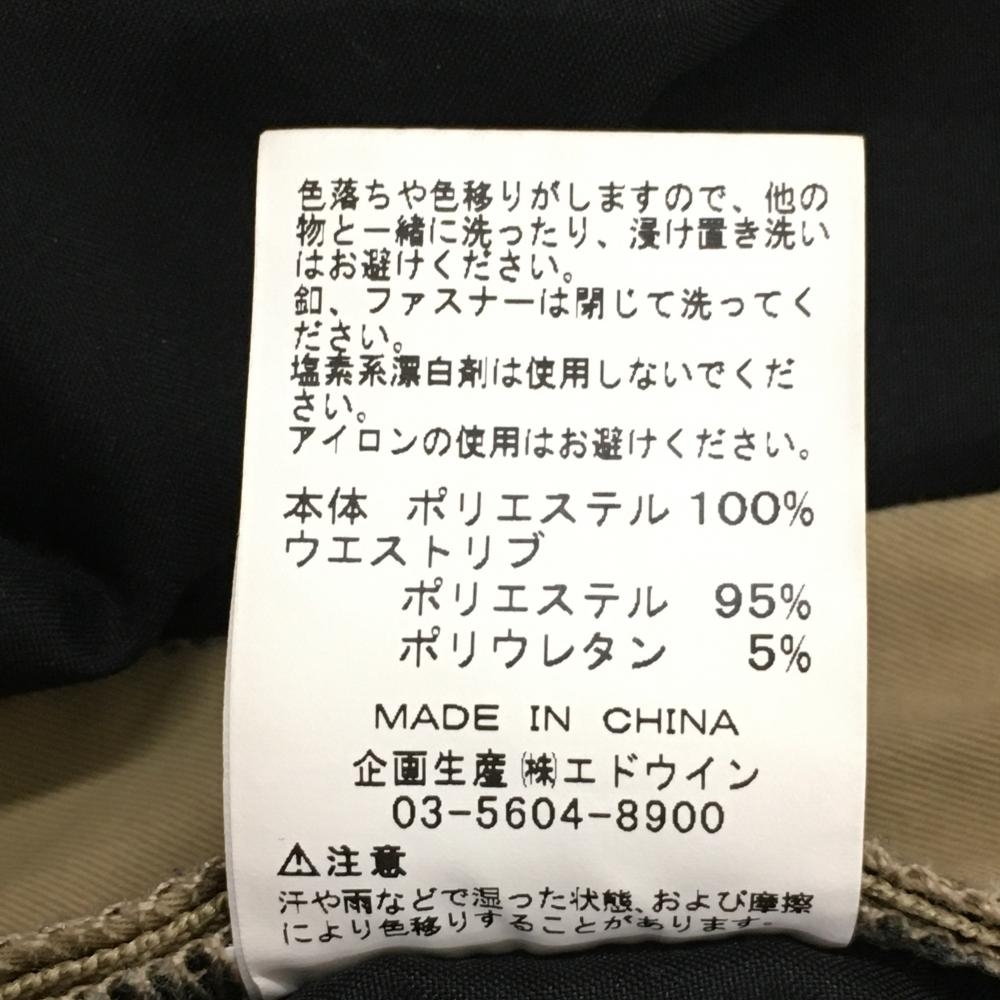 色落ちや色移りがしますので、他の
物と一緒に洗ったり、浸け置き洗い
はお避けください。
釦、ファスナーは閉じて洗ってく
ださい。
塩素系漂白剤は使用しないでくだ
さい。
アイロンの使用はお避けください。
本体 ポリエステル 100%
ウエストリブ
ポリエステル 95%
ポリウレタン 5%
MADE IN CHINA
企画生産㈱エドウイン
03-5604-8900
⚠注意
汗や雨などで湿った状態、および摩擦
により色移りすることがあります。